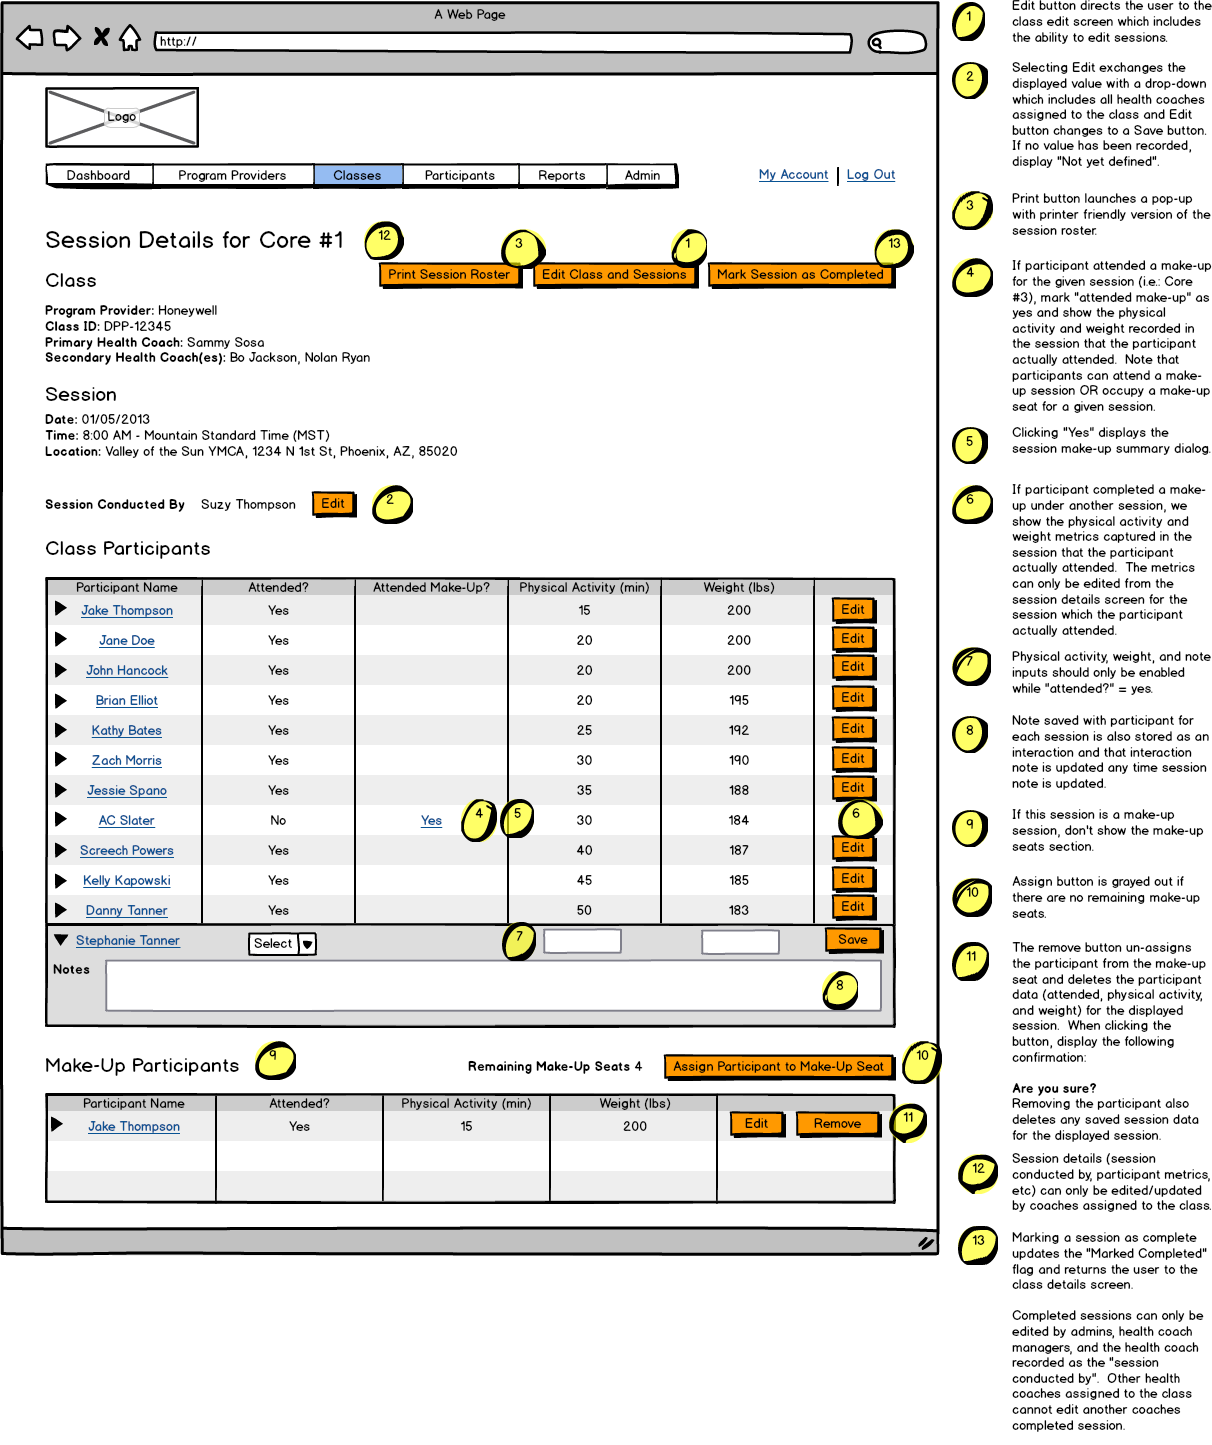 A Web Page
http://
Logo
Dashboard Program Providers Classes Participants Reports Admin
My Account Log Out
Session Details for Core #1
12
3
1
13
Print Session Roster Edit Class and Sessions Mark Session as Completed
Class
Program Provider: Honeywell
Class ID: DPP-12345
Primary Health Coach: Sammy Sosa
Secondary Health Coach(es): Bo Jackson, Nolan Ryan
Session
Date: 01/05/2013
Time: 8:00 AM - Mountain Standard Time (MST)
Location: Valley of the Sun YMCA, 1234 N 1st St, Phoenix, AZ, 85020
Session Conducted By Suzy Thompson Edit 2
Class Participants
Participant Name Attended? Attended Make-Up? Physical Activity (min) Weight (lbs)
Jake Thompson Yes 15 200 Edit
Jane Doe Yes 20 200 Edit
John Hancock Yes 20 200 Edit
Brian Elliot Yes 20 195 Edit
Kathy Bates Yes 25 192 Edit
Zach Morris Yes 30 190 Edit
Jessie Spano Yes 35 188 Edit
AC Slater No Yes 4 5 30 184 6
Screech Powers Yes 40 187 Edit
Kelly Kapowski Yes 45 185 Edit
Danny Tanner Yes 50 183 Edit
Stephanie Tanner Select 7 Save
Notes 8
Make-Up Participants 9 Remaining Make-Up Seats 4 Assign Participant to Make-Up Seat 10
Participant Name Attended? Physical Activity (min) Weight (lbs)
Jake Thompson Yes 15 200 Edit Remove 11
1
Edit button directs the user to the
class edit screen which includes
the ability to edit sessions.
2
Selecting Edit exchanges the
displayed value with a drop-down
which includes all health coaches
assigned to the class and Edit
button changes to a Save button.
If no value has been recorded,
display "Not yet defined".
3
Print button launches a pop-up
with printer friendly version of the
session roster.
4
If participant attended a make-up
for the given session (i.e.: Core
#3), mark "attended make-up" as
yes and show the physical
activity and weight recorded in
the session that the participant
actually attended. Note that
participants can attend a make-
up session OR occupy a make-up
seat for a given session.
5
Clicking "Yes" displays the
session make-up summary dialog.
6
If participant completed a make-
up under another session, we
show the physical activity and
weight metrics captured in the
session that the participant
actually attended. The metrics
can only be edited from the
session details screen for the
session which the participant
actually attended.
7
Physical activity, weight, and note
inputs should only be enabled
while "attended?" = yes.
8
Note saved with participant for
each session is also stored as an
interaction and that interaction
note is updated any time session
note is updated.
9
If this session is a make-up
session, don't show the make-up
seats section.
10
Assign button is grayed out if
there are no remaining make-up
seats.
11
The remove button un-assigns
the participant from the make-up
seat and deletes the participant
data (attended, physical activity,
and weight) for the displayed
session. When clicking the
button, display the following
confirmation:
Are you sure?
Removing the participant also
deletes any saved session data
for the displayed session.
12
Session details (session
conducted by, participant metrics,
etc) can only be edited/updated
by coaches assigned to the class.
13
Marking a session as complete
updates the "Marked Completed"
flag and returns the user to the
class details screen.
Completed sessions can only be
edited by admins, health coach
managers, and the health coach
recorded as the "session
conducted by". Other health
coaches assigned to the class
cannot edit another coaches
completed session.